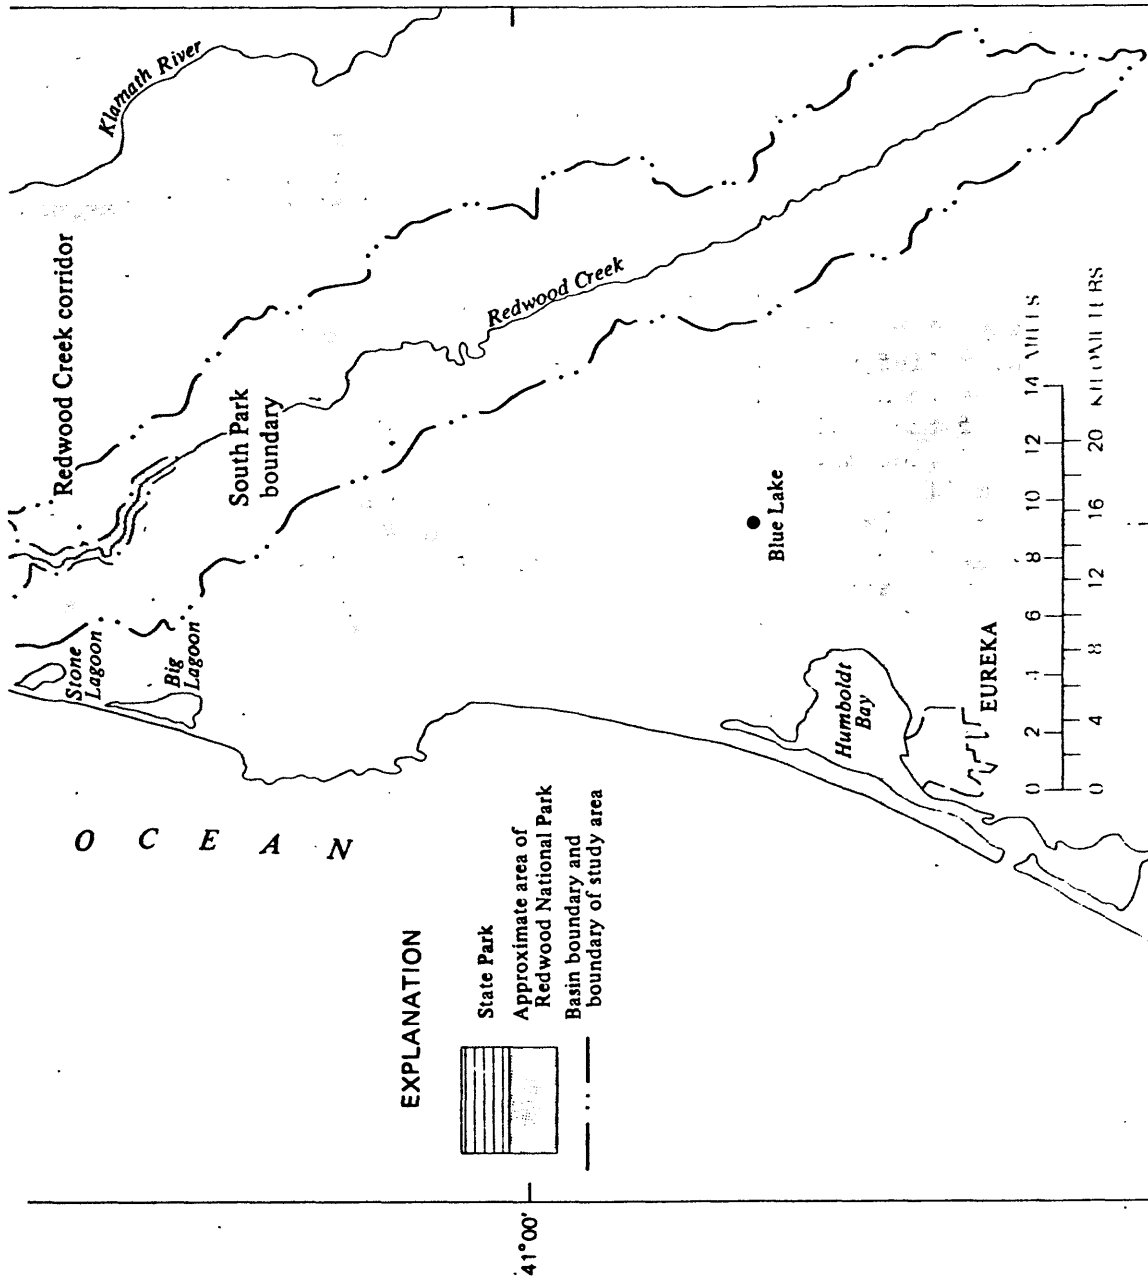 Klamath River
Redwood Creek corridor
Redwood Creek
South Park
boundary
Stone
Lagoon
Big
Lagoon
O C E A N
Blue Lake
Humboldt
Bay
EUREKA
EXPLANATION
State Park
Approximate area of
Redwood National Park
Basin boundary and
boundary of study area
0 2 4 6 8 10 12 14 MILES
0 4 8 12 16 20 KILOMETERS
41°00'